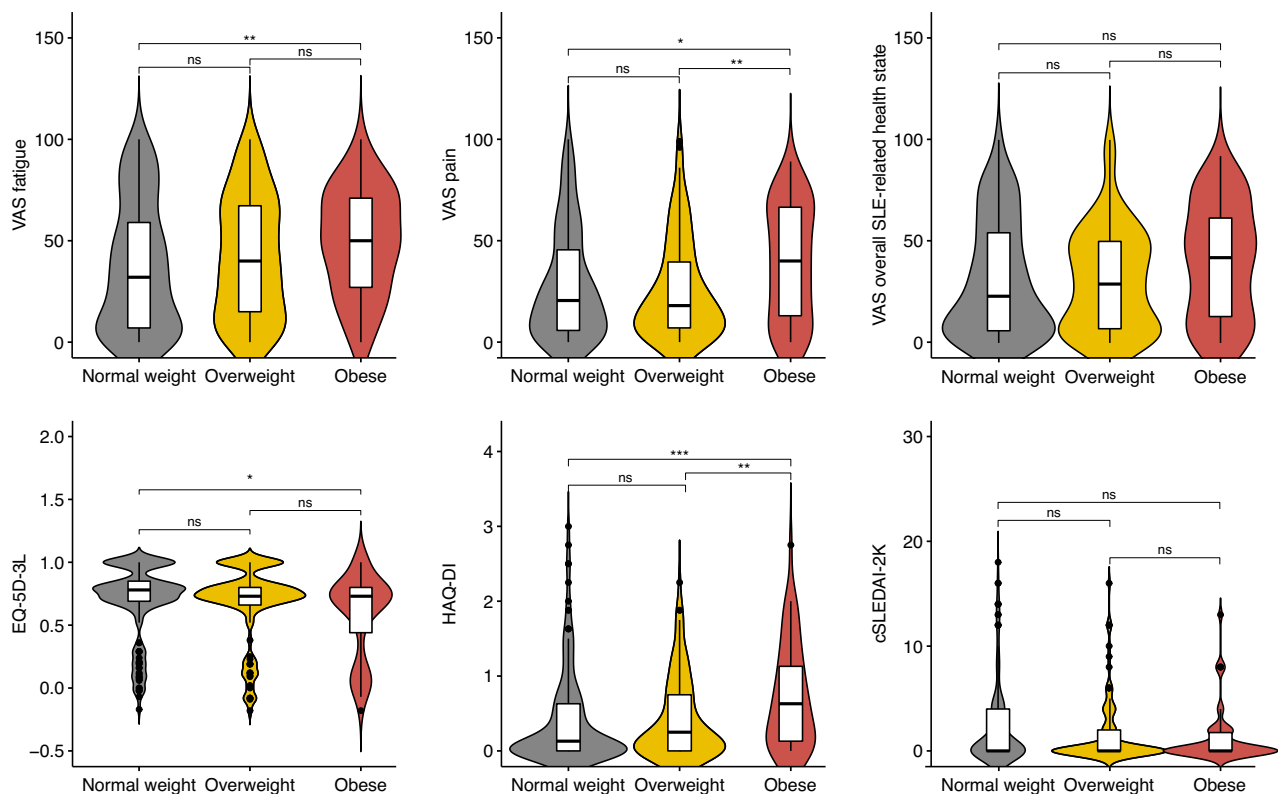 VAS fatigue
150
100
50
0
**
ns
ns
Normal weight Overweight Obese
VAS pain
150
100
50
0
*
ns
**
Normal weight Overweight Obese
VAS overall SLE-related health state
150
100
50
0
ns
ns
ns
Normal weight Overweight Obese
EQ-5D-3L
2.0
1.0
0.5
0.0
−0.5
*
ns
ns
Normal weight Overweight Obese
HAQ-DI
4
3
2
1
0
***
ns
**
Normal weight Overweight Obese
cSLEDAI-2K
30
20
10
0
ns
ns
ns
Normal weight Overweight Obese